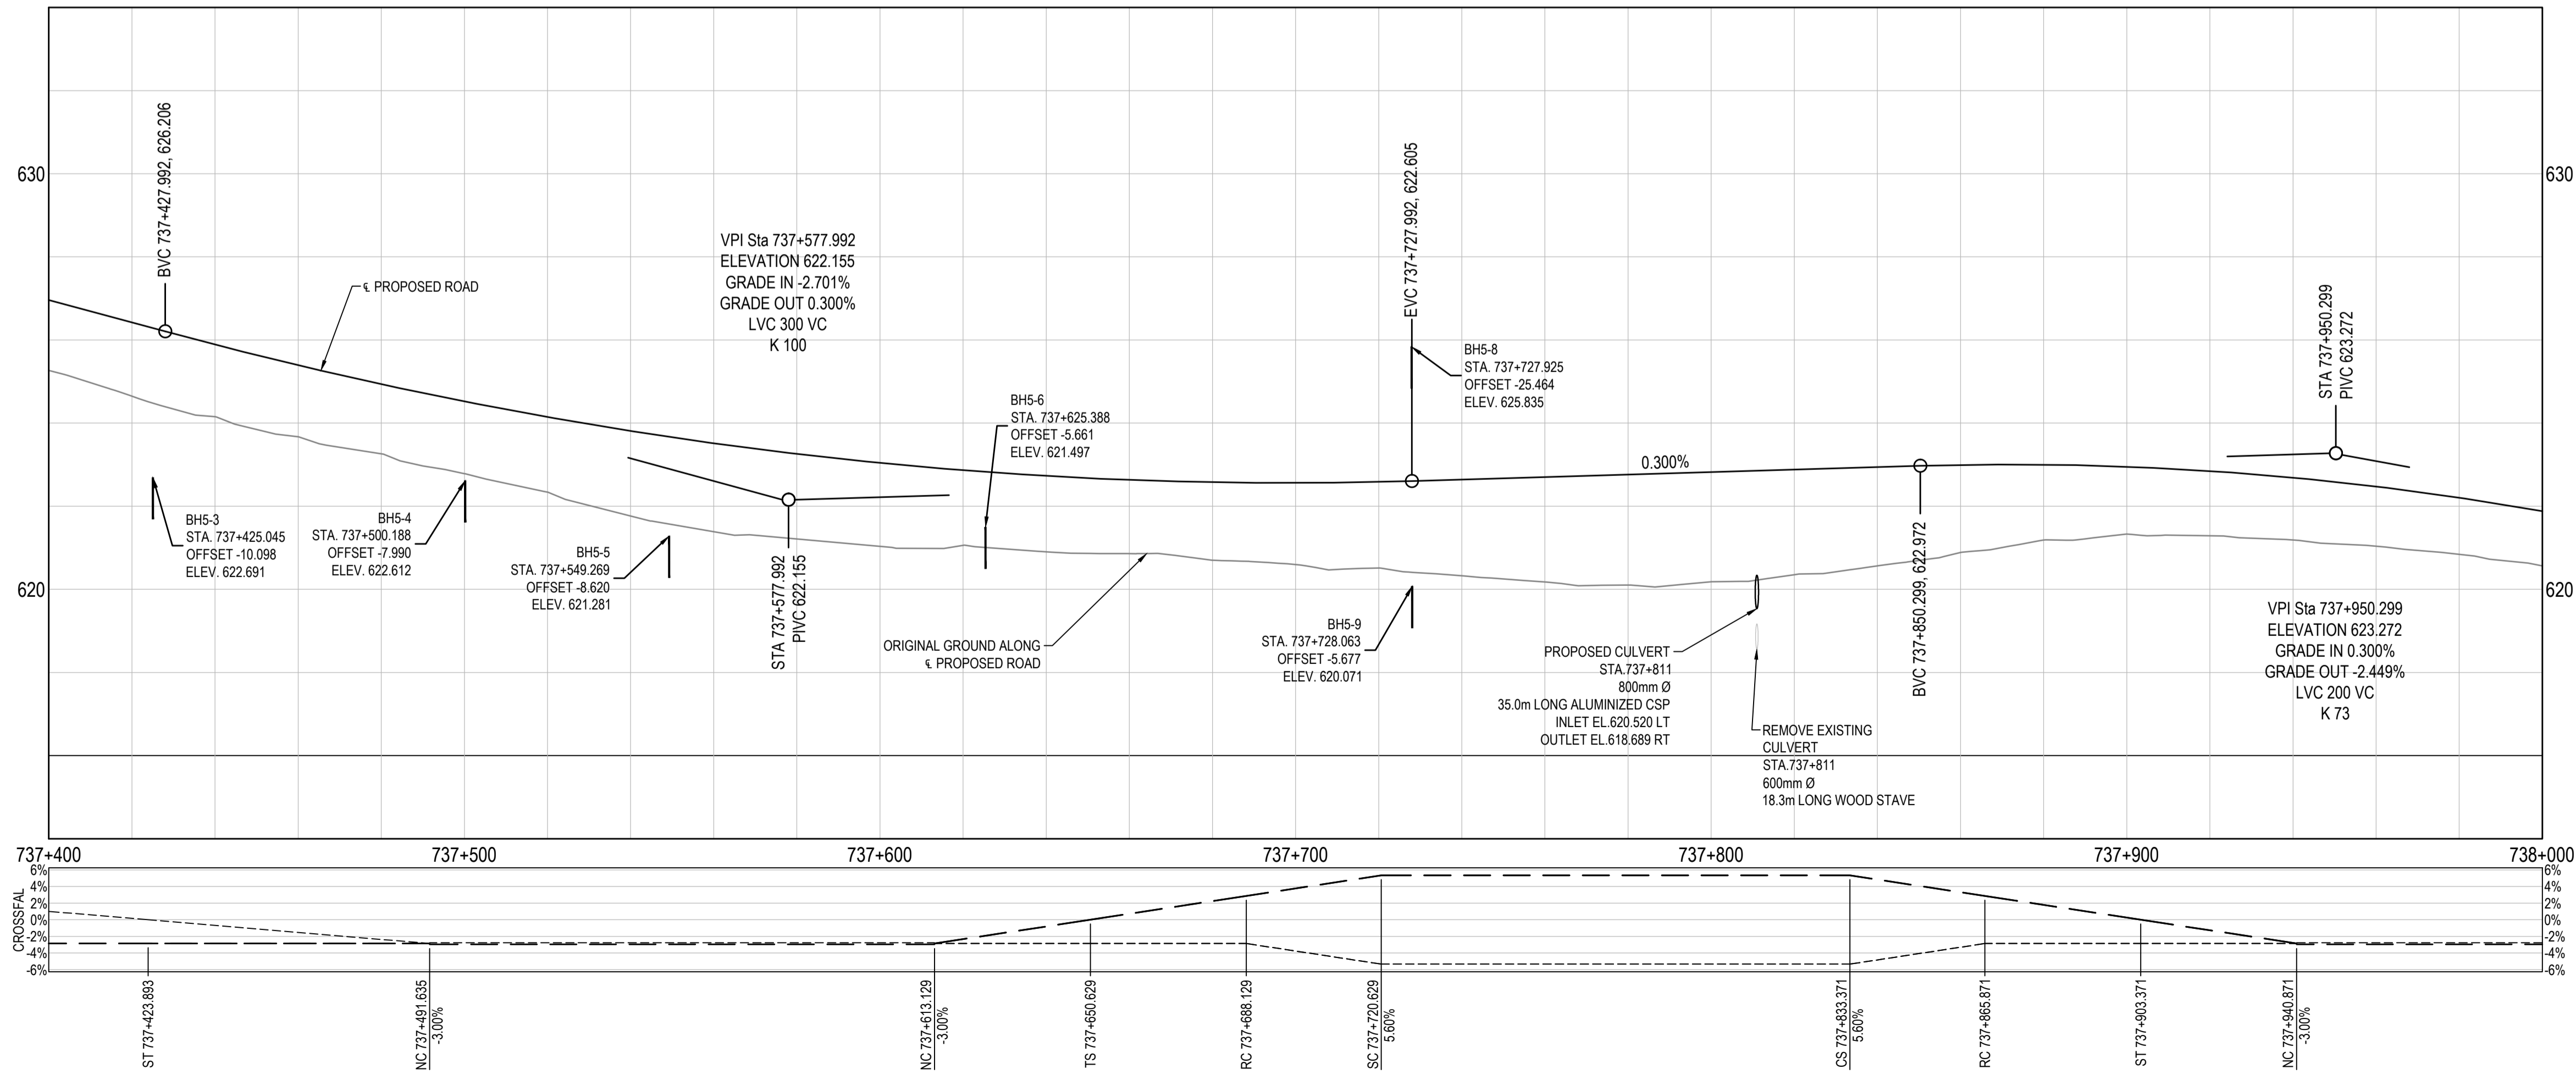 630
620
630
620
BVC 737+427.992, 626.206
℄ PROPOSED ROAD
VPI Sta 737+577.992
ELEVATION 622.155
GRADE IN -2.701%
GRADE OUT 0.300%
LVC 300 VC
K 100
EVC 737+727.992, 622.605
BH5-8
STA. 737+727.925
OFFSET -25.464
ELEV. 625.835
STA 737+950.299
PIVC 623.272
BH5-6
STA. 737+625.388
OFFSET -5.661
ELEV. 621.497
0.300%
BH5-3
STA. 737+425.045
OFFSET -10.098
ELEV. 622.691
BH5-4
STA. 737+500.188
OFFSET -7.990
ELEV. 622.612
BH5-5
STA. 737+549.269
OFFSET -8.620
ELEV. 621.281
STA 737+577.992
PIVC 622.155
ORIGINAL GROUND ALONG
℄ PROPOSED ROAD
BH5-9
STA. 737+728.063
OFFSET -5.677
ELEV. 620.071
PROPOSED CULVERT
STA.737+811
800mm Ø
35.0m LONG ALUMINIZED CSP
INLET EL.620.520 LT
OUTLET EL.618.689 RT
REMOVE EXISTING
CULVERT
STA.737+811
600mm Ø
18.3m LONG WOOD STAVE
BVC 737+850.299, 622.972
VPI Sta 737+950.299
ELEVATION 623.272
GRADE IN 0.300%
GRADE OUT -2.449%
LVC 200 VC
K 73
737+400
737+500
737+600
737+700
737+800
737+900
738+000
CROSSFAL
6%
4%
2%
0%
-2%
-4%
-6%
6%
4%
2%
0%
-2%
-4%
-6%
ST 737+423.893
NC 737+491.635
-3.00%
NC 737+613.129
-3.00%
TS 737+650.629
RC 737+688.129
SC 737+720.629
5.60%
CS 737+833.371
5.60%
RC 737+865.871
ST 737+903.371
NC 737+940.871
-3.00%